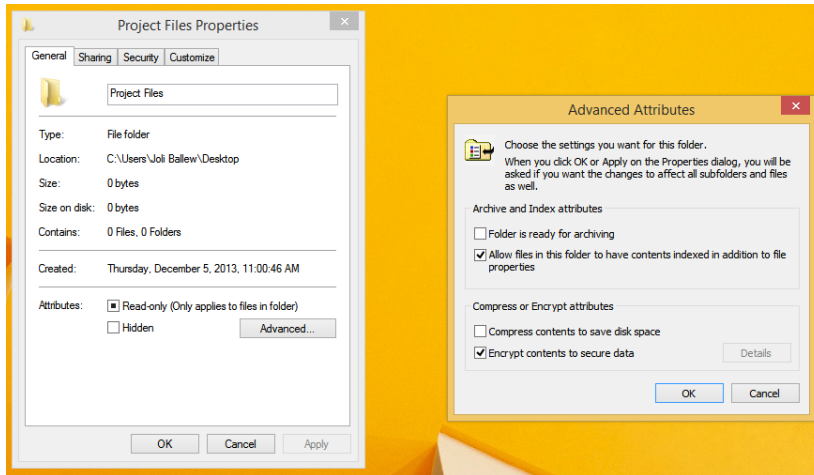 Project Files Properties
General Sharing Security Customize
Project Files
Type: File folder
Location: C:\Users\Joli Ballew\Desktop
Size: 0 bytes
Size on disk: 0 bytes
Contains: 0 Files, 0 Folders
Created: Thursday, December 5, 2013, 11:00:46 AM
Attributes: Read-only (Only applies to files in folder)
Hidden Advanced...
OK Cancel Apply
Advanced Attributes
Choose the settings you want for this folder.
When you click OK or Apply on the Properties dialog, you will be
asked if you want the changes to affect all subfolders and files
as well.
Archive and Index attributes
Folder is ready for archiving
Allow files in this folder to have contents indexed in addition to file
properties
Compress or Encrypt attributes
Compress contents to save disk space
Encrypt contents to secure data Details
OK Cancel